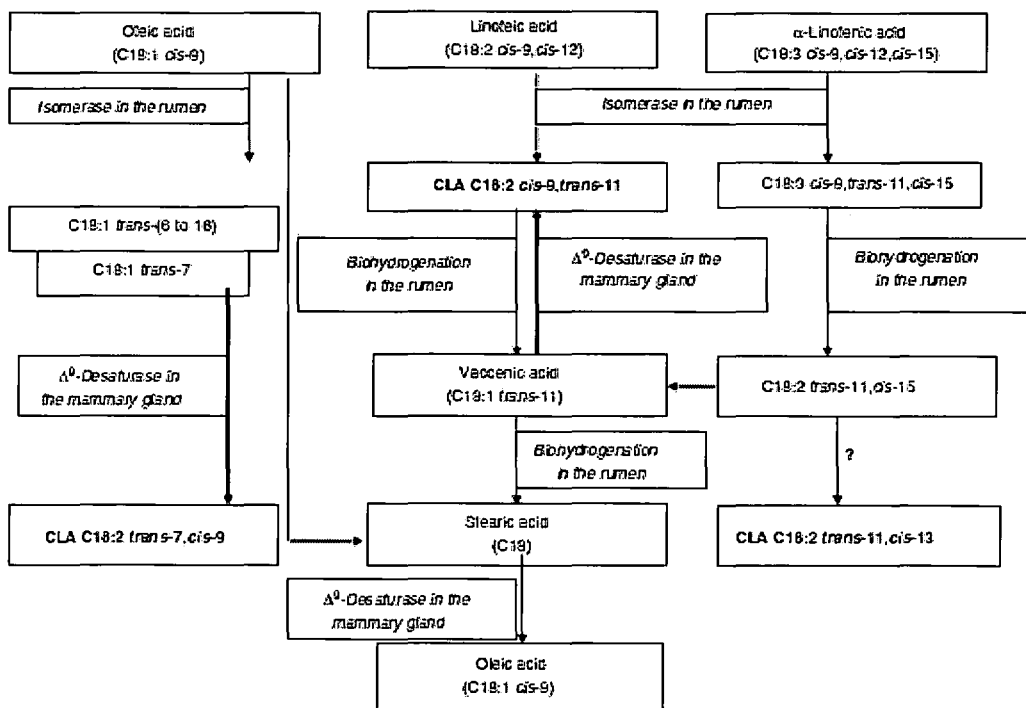 Oleic acid
(C18:1 cis-9)
Linoleic acid
(C18:2 cis-9,cis-12)
α-Linolenic acid
(C18:3 cis-9,cis-12,cis-15)
Isomerase in the rumen
Isomerase in the rumen
CLA C18:2 cis-9,trans-11
C18:3 cis-9,trans-11,cis-15
C18:1 trans-(6 to 16)
C18:1 trans-7
Biohydrogenation
in the rumen
Δ⁹-Desaturase in the
mammary gland
Biohydrogenation
in the rumen
Δ⁹-Desaturase in
the mammary gland
Vaccenic acid
(C18:1 trans-11)
C18:2 trans-11,cis-15
Biohydrogenation
in the rumen
?
CLA C18:2 trans-7,cis-9
Stearic acid
(C18)
CLA C18:2 trans-11,cis-13
Δ⁹-Desaturase in the
mammary gland
Oleic acid
(C18:1 cis-9)